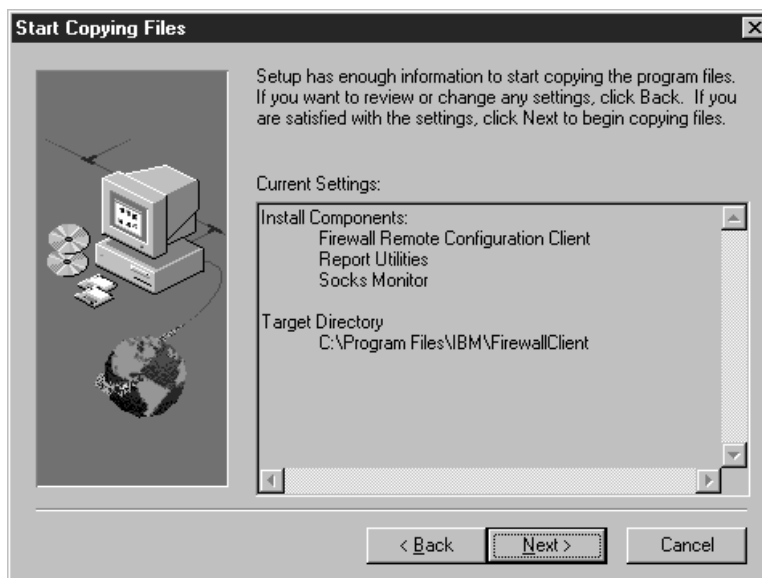 Start Copying Files
Setup has enough information to start copying the program files.
If you want to review or change any settings, click Back.  If you
are satisfied with the settings, click Next to begin copying files.
Current Settings:
Install Components:
Firewall Remote Configuration Client
Report Utilities
Socks Monitor
Target Directory
C:\Program Files\IBM\FirewallClient
< Back
Next >
Cancel